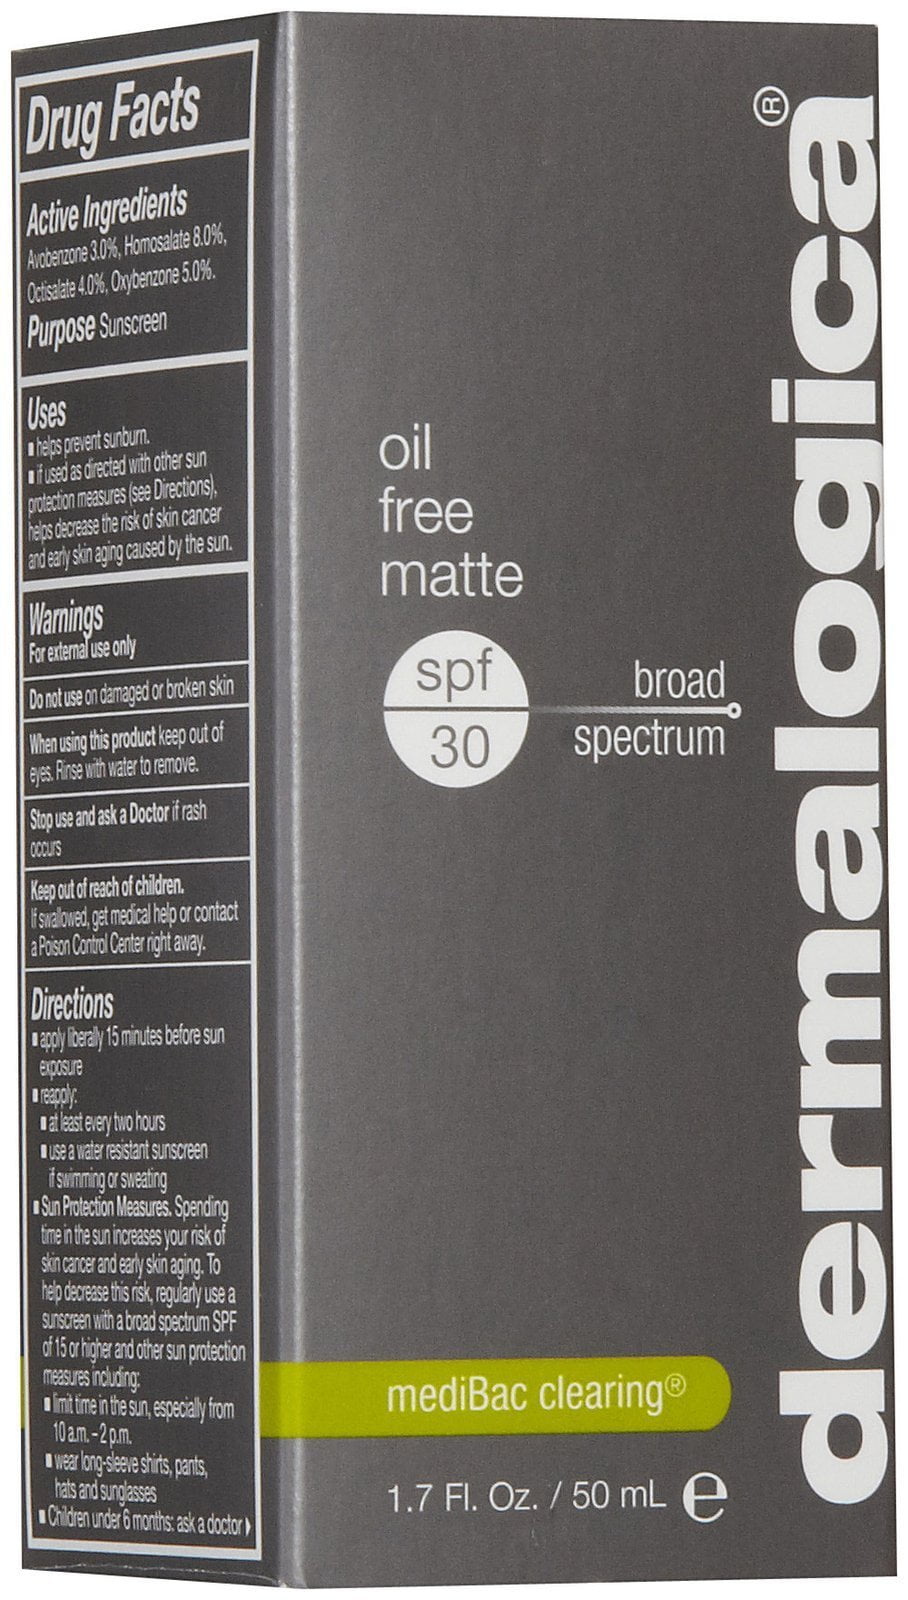 Drug Facts
Active Ingredients
Avobenzone 3.0%, Homosalate 8.0%,
Octisalate 4.0%, Oxybenzone 5.0%.
Purpose Sunscreen
Uses
▪ helps prevent sunburn.
▪ if used as directed with other sun
protection measures (see Directions),
helps decrease the risk of skin cancer
and early skin aging caused by the sun.
Warnings
For external use only
Do not use on damaged or broken skin
When using this product keep out of
eyes. Rinse with water to remove.
Stop use and ask a Doctor if rash
occurs
Keep out of reach of children.
If swallowed, get medical help or contact
a Poison Control Center right away.
Directions
▪ apply liberally 15 minutes before sun
exposure
▪ reapply:
▪ at least every two hours
▪ use a water resistant sunscreen
if swimming or sweating
▪ Sun Protection Measures. Spending
time in the sun increases your risk of
skin cancer and early skin aging. To
help decrease this risk, regularly use a
sunscreen with a broad spectrum SPF
of 15 or higher and other sun protection
measures including:
▪ limit time in the sun, especially from
10 a.m. – 2 p.m.
▪ wear long-sleeve shirts, pants,
hats and sunglasses
▪ Children under 6 months: ask a doctor
oil
free
matte
spf
30
broad
spectrum
mediBac clearing®
1.7 Fl. Oz. / 50 mL ℮
dermalogica®